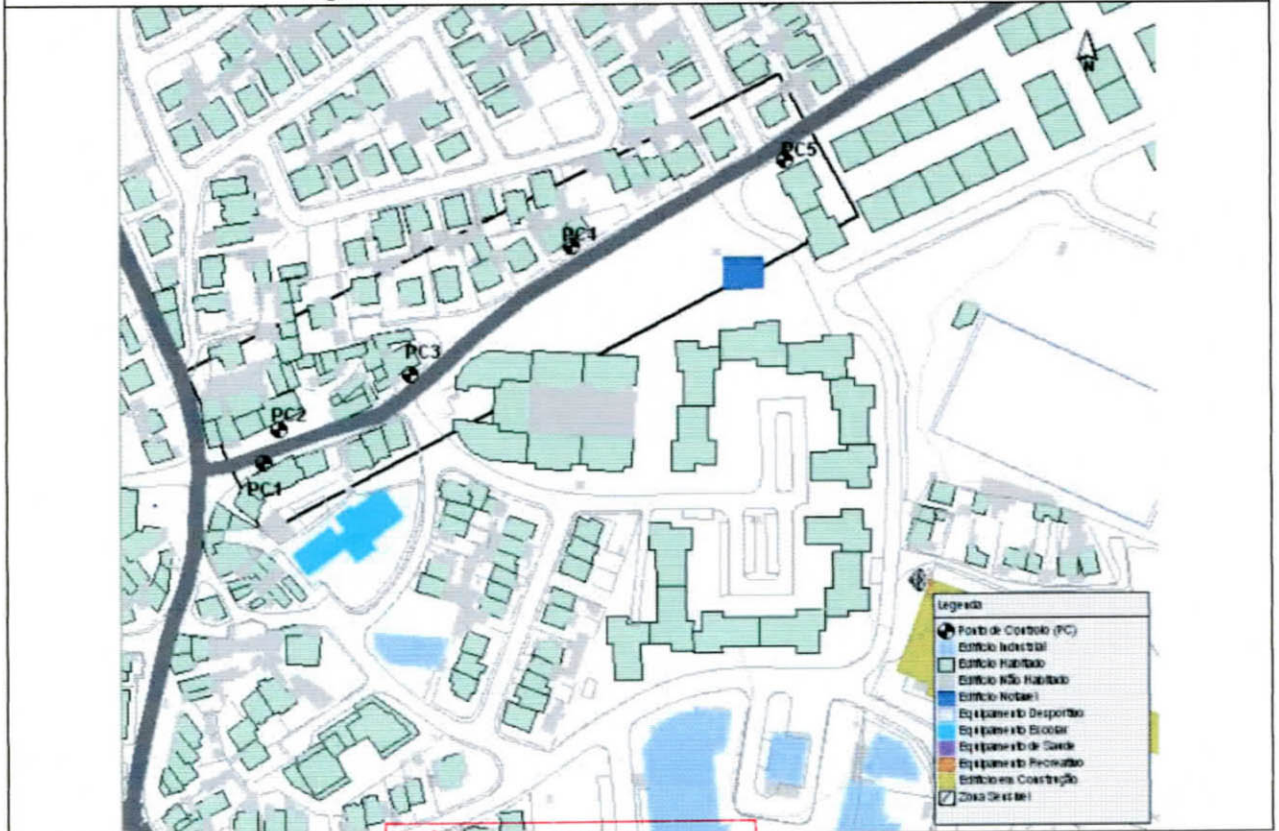 N
PC5
PC4
PC3
PC2
PC1
Legenda
Ponto de Controlo (PC)
Edifício Industrial
Edifício Habitado
Edifício Não Habitado
Edifício Notável
Equipamento Desportivo
Equipamento Escolar
Equipamento de Saúde
Equipamento Recreativo
Edifício em Construção
Zona Sensível